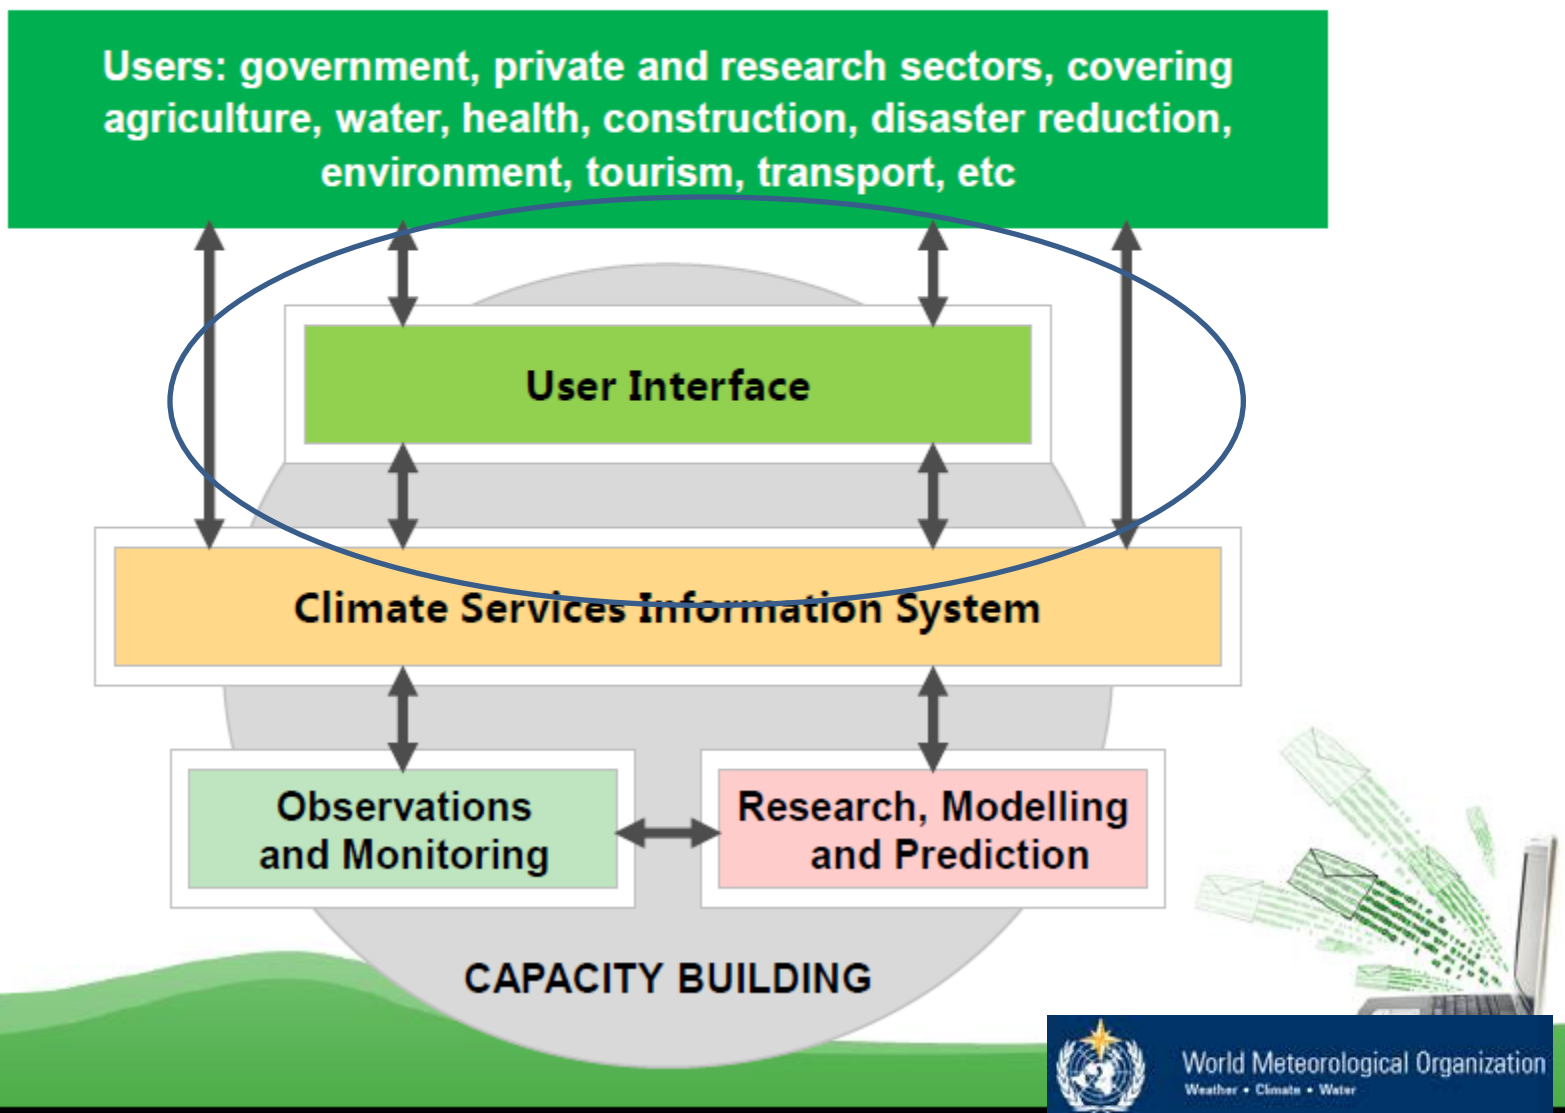 Users: government, private and research sectors, covering
agriculture, water, health, construction, disaster reduction,
environment, tourism, transport, etc
User Interface
Climate Services Information System
Observations
and Monitoring
Research, Modelling
and Prediction
CAPACITY BUILDING
World Meteorological Organization
Weather • Climate • Water